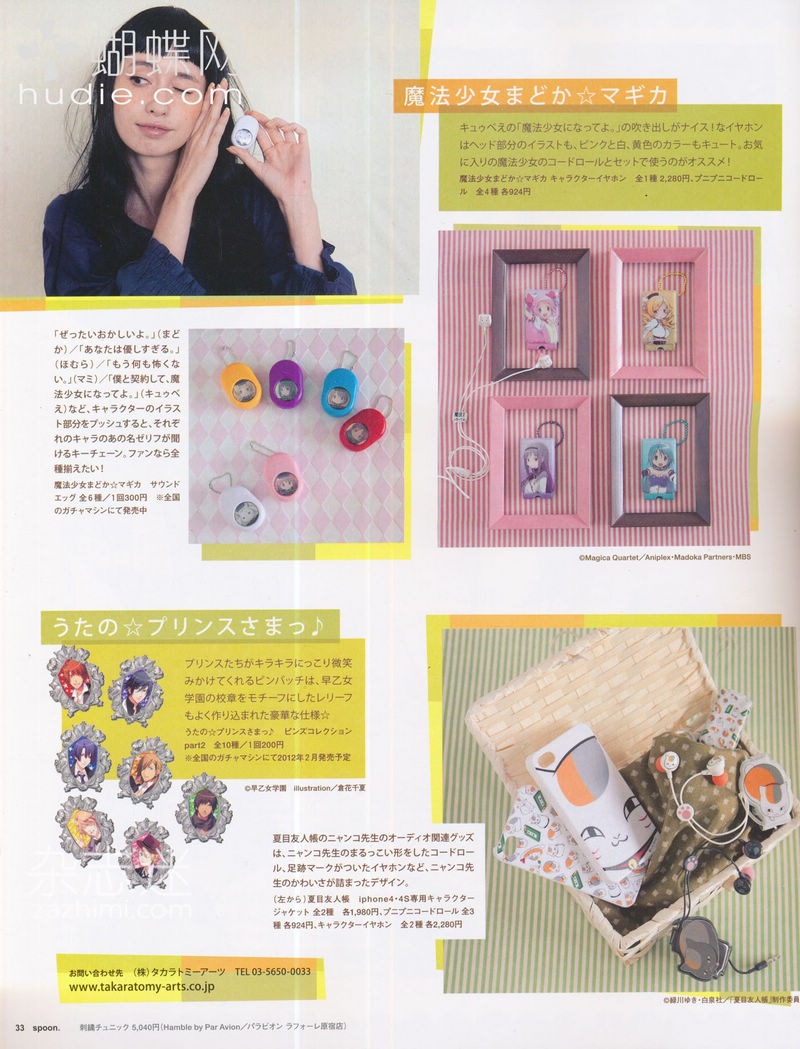 蝴蝶网
hudie.com
魔法少女まどか☆マギカ
キュゥべえの「魔法少女になってよ。」の吹き出しがナイス!なイヤホン
はヘッド部分のイラストも、ピンクと白、黄色のカラーもキュート。お気
に入りの魔法少女のコードロールとセットで使うのがオススメ!
魔法少女まどか☆マギカ キャラクターイヤホン 全1種 2,280円、プニプニコードロー
ル 全4種 各924円
©Magica Quartet/Aniplex・Madoka Partners・MBS
「ぜったいおかしいよ。」(まど
か)/「あなたは優しすぎる。」
(ほむら)/「もう何も怖くな
い。」(マミ)/「僕と契約して、魔
法少女になってよ。」(キュゥべ
え)など、キャラクターのイラス
ト部分をプッシュすると、それぞ
れのキャラのあの名ゼリフが聞
けるキーチェーン。ファンなら全
種揃えたい!
魔法少女まどか☆マギカ サウンド
エッグ 全6種/1回300円 ※全国
のガチャマシンにて発売中
うたの☆プリンスさまっ♪
プリンスたちがキラキラにっこり微笑
みかけてくれるピンバッチは、早乙女
学園の校章をモチーフにしたレリーフ
もよく作り込まれた豪華な仕様☆
うたの☆プリンスさまっ♪ ピンズコレクション
part2 全10種/1回200円
※全国のガチャマシンにて2012年2月発売予定
©早乙女学園 illustration/倉花千夏
夏目友人帳のニャンコ先生のオーディオ関連グッズ
は、ニャンコ先生のまるっこい形をしたコードロー
ル、足跡マークがついたイヤホンなど、ニャンコ先
生のかわいさが詰まったデザイン。
(左から)夏目友人帳 iphone4・4S専用キャラクター
ジャケット 全2種 各1,980円、プニプニコードロール 全3
種 各924円、キャラクターイヤホン 全2種 各2,280円
zazhimi.com
©緑川ゆき・白泉社/「夏目友人帳」製作委員
お問い合わせ先 (株)タカラトミーアーツ TEL 03-5650-0033
www.takaratomy-arts.co.jp
33 spoon. 刺繍チュニック 5,040円(Hamble by Par Avion/パラビオン ラフォーレ原宿店)